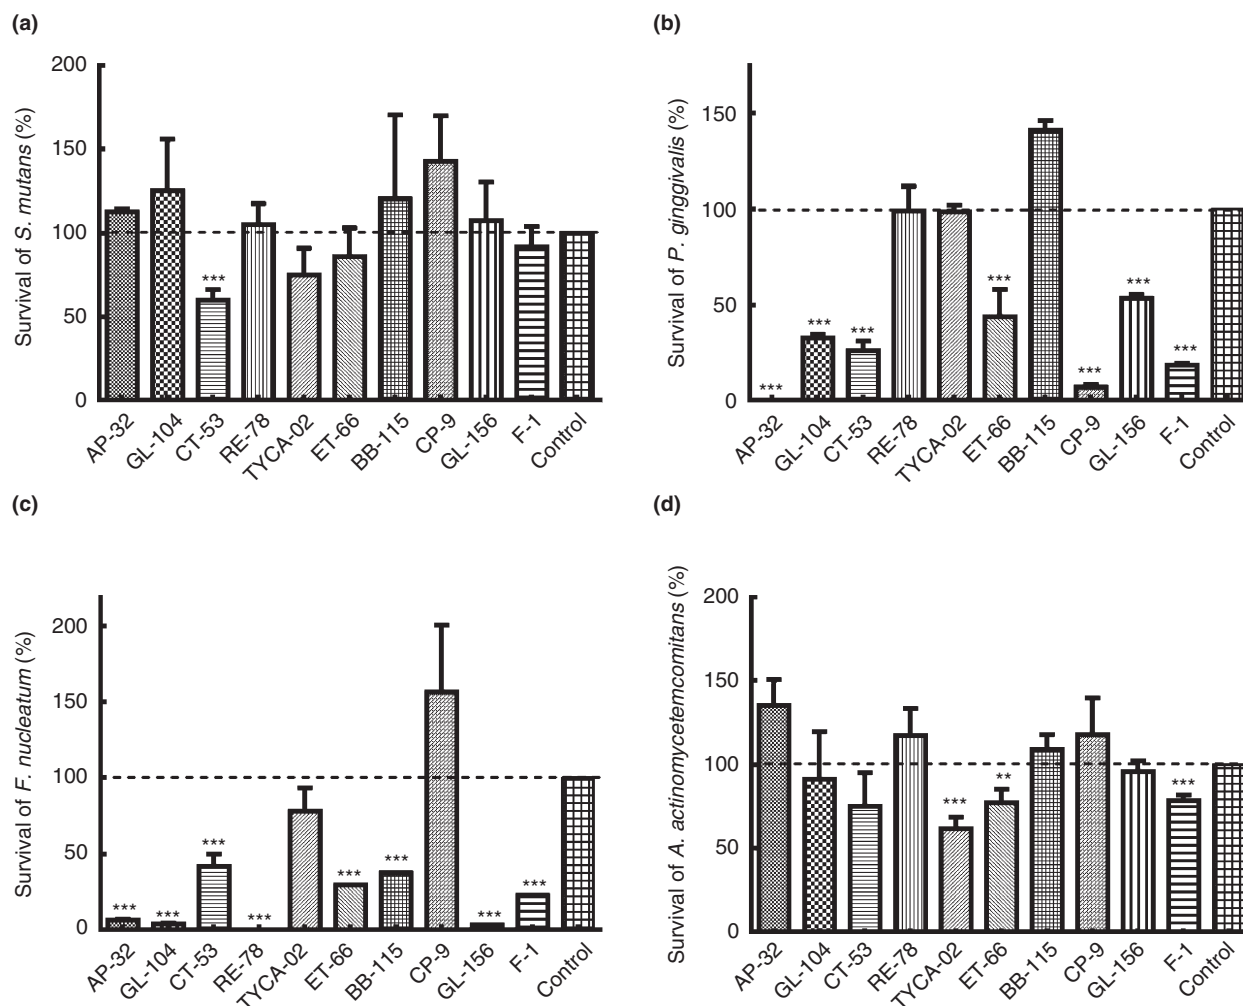 (a)
Survival of S. mutans (%)
200
150
100
50
0
***
AP-32
GL-104
CT-53
RE-78
TYCA-02
ET-66
BB-115
CP-9
GL-156
F-1
Control
(b)
Survival of P. ginggivalis (%)
150
100
50
0
***
***
***
***
***
***
***
AP-32
GL-104
CT-53
RE-78
TYCA-02
ET-66
BB-115
CP-9
GL-156
F-1
Control
(c)
Survival of F. nucleatum (%)
200
150
100
50
0
***
***
***
***
***
***
***
***
AP-32
GL-104
CT-53
RE-78
TYCA-02
ET-66
BB-115
CP-9
GL-156
F-1
Control
(d)
Survival of A. actinomycetemcomitans (%)
200
150
100
50
0
***
**
***
AP-32
GL-104
CT-53
RE-78
TYCA-02
ET-66
BB-115
CP-9
GL-156
F-1
Control